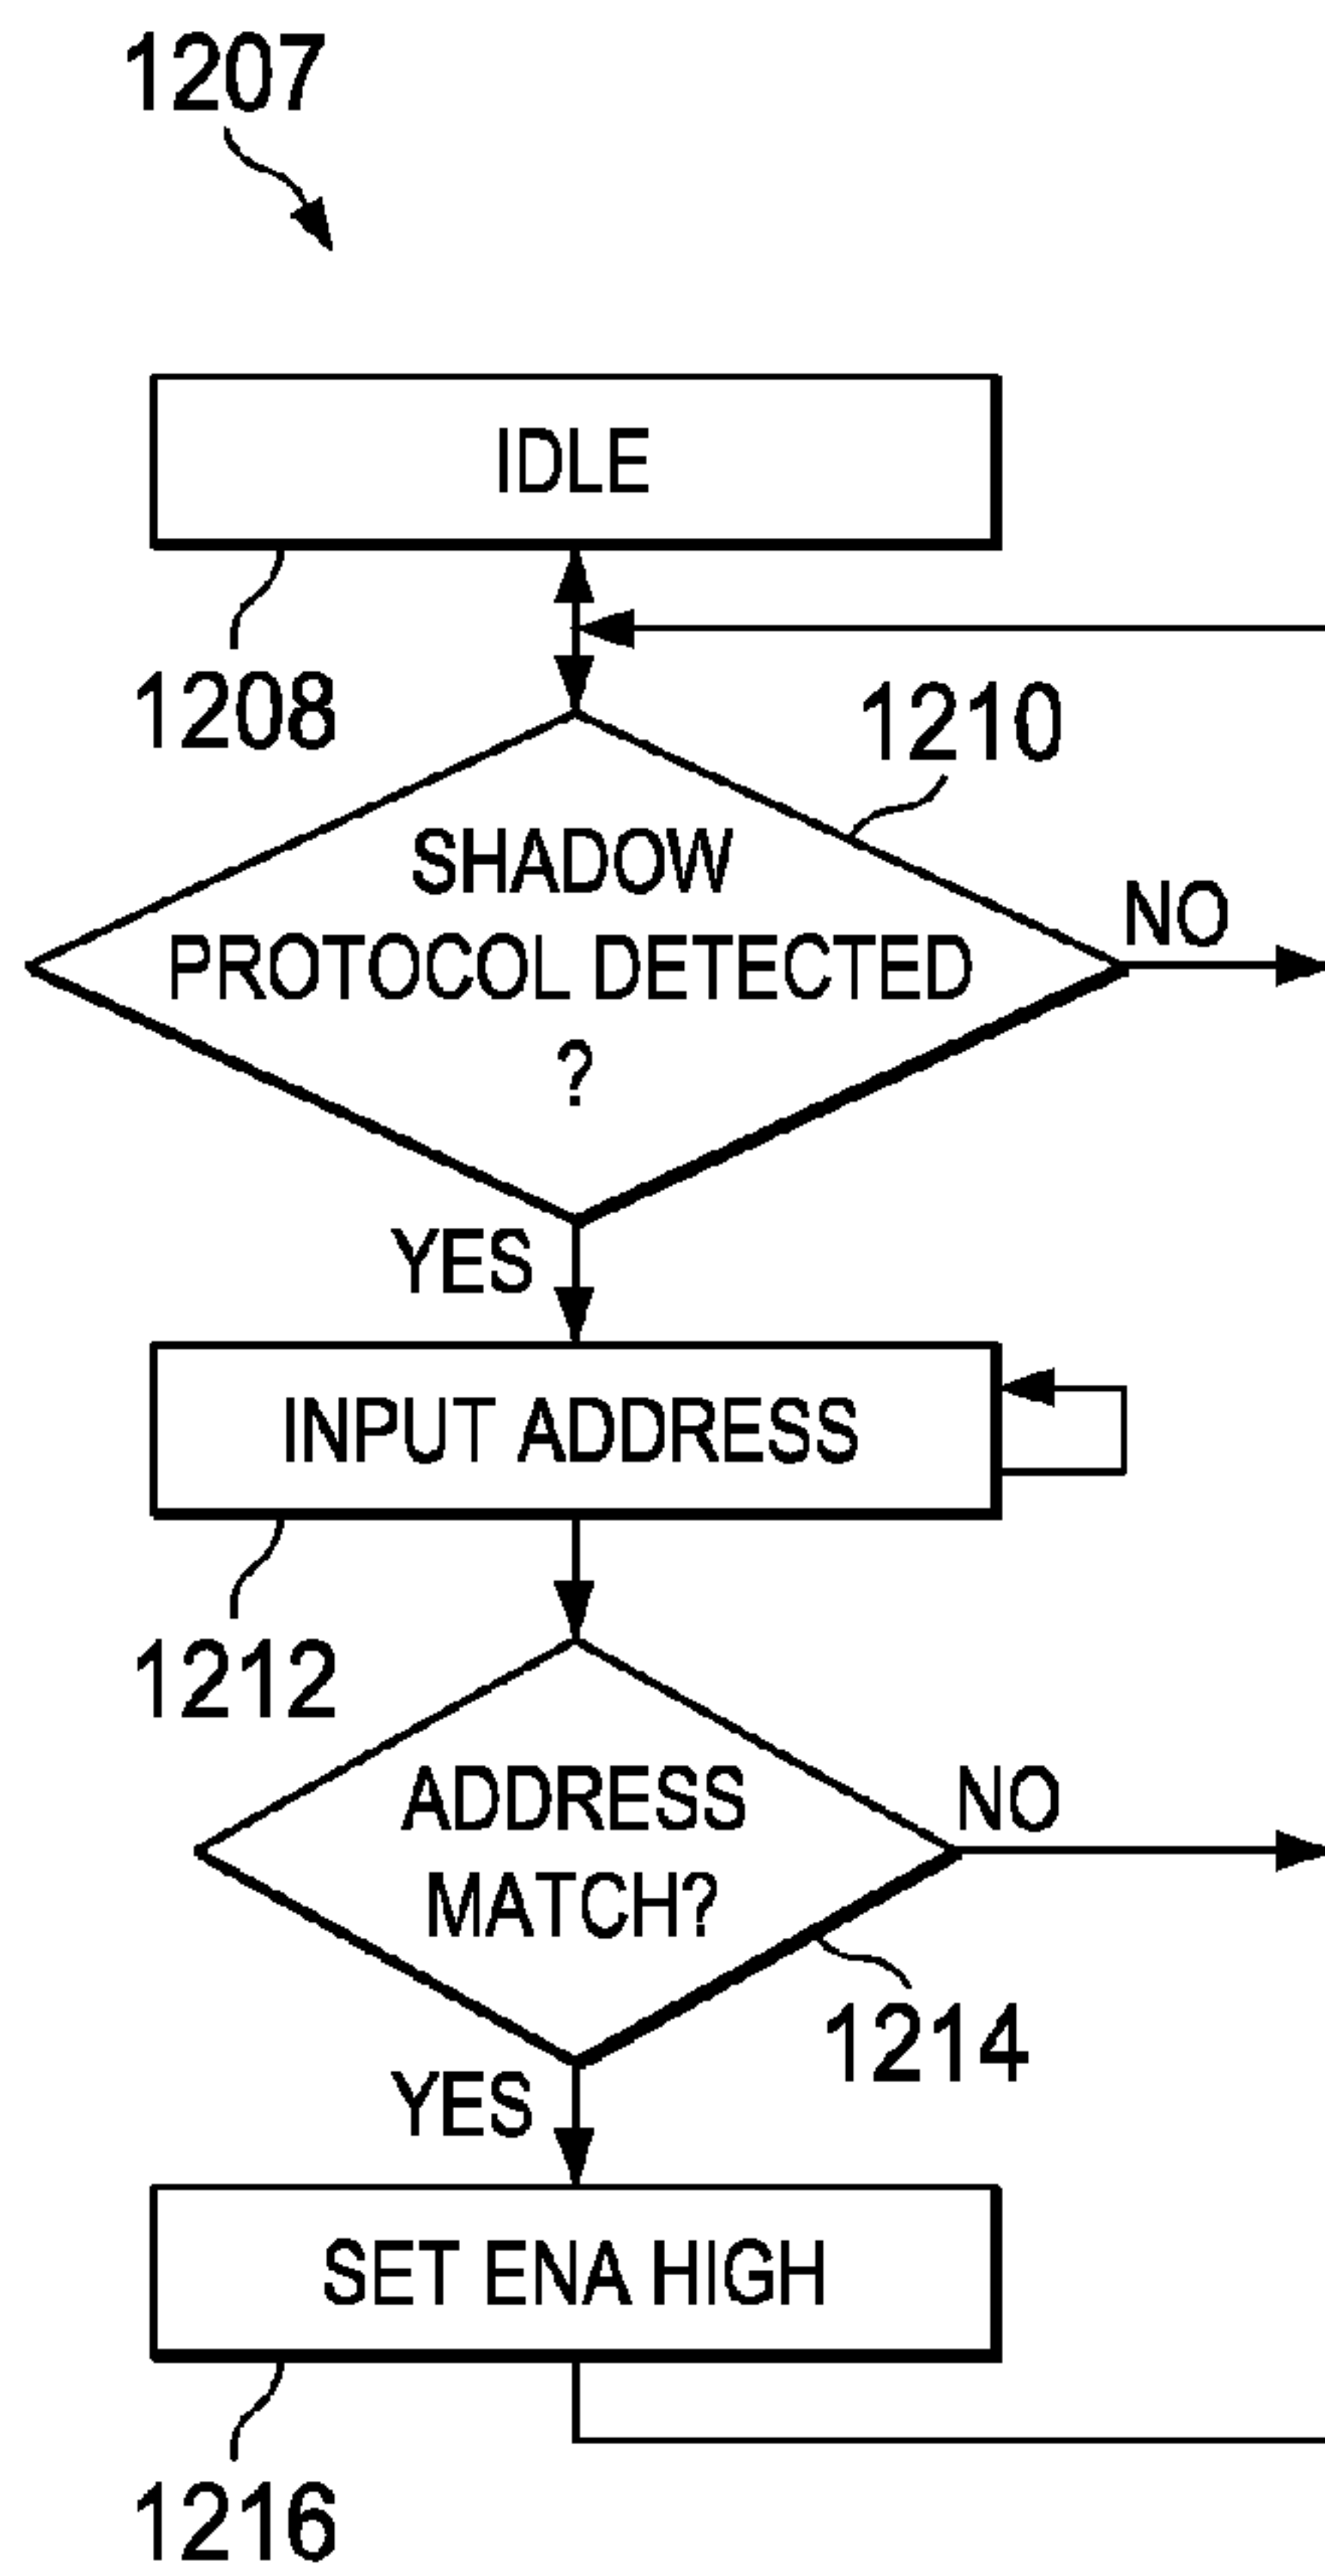 1207
IDLE
1208
1210
SHADOW
PROTOCOL DETECTED
?
NO
YES
INPUT ADDRESS
1212
ADDRESS
MATCH?
NO
1214
YES
SET ENA HIGH
1216